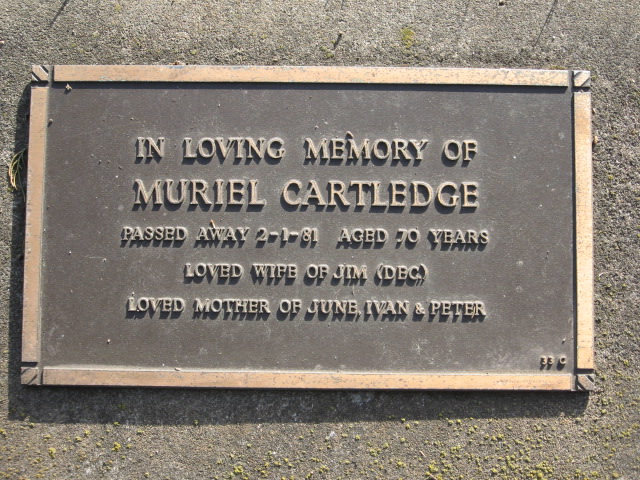 IN LOVING MEMORY OF
MURIEL CARTLEDGE
PASSED AWAY 2-1-81 AGED 70 YEARS
LOVED WIFE OF JIM (DEC.)
LOVED MOTHER OF JUNE, IVAN & PETER
33 C